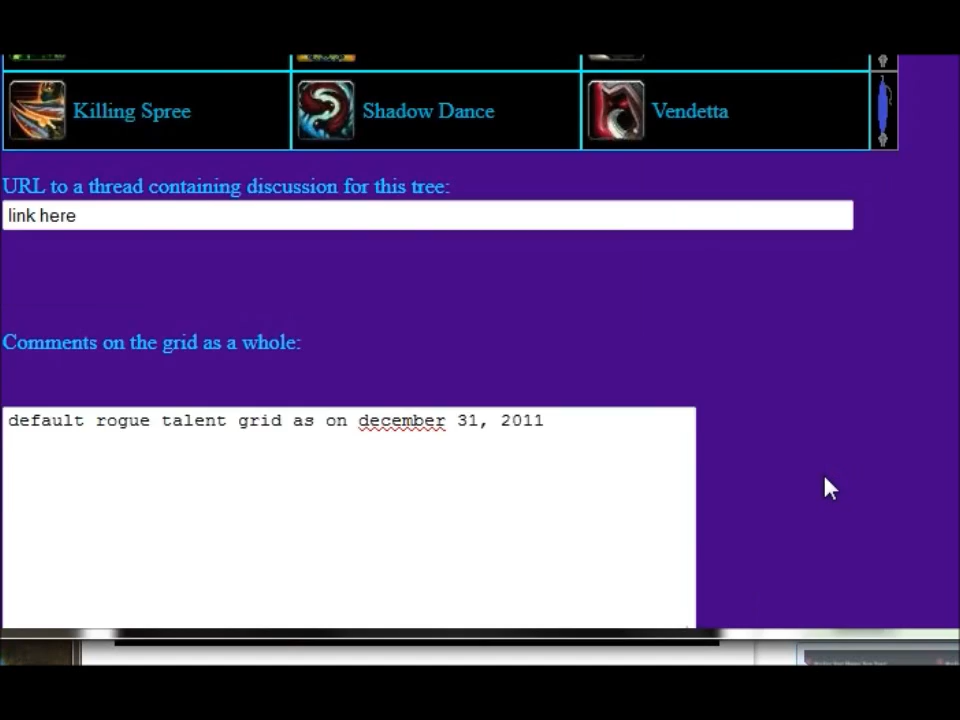 Killing Spree
Shadow Dance
Vendetta
URL to a thread containing discussion for this tree:
link here
Comments on the grid as a whole:
default rogue talent grid as on december 31, 2011